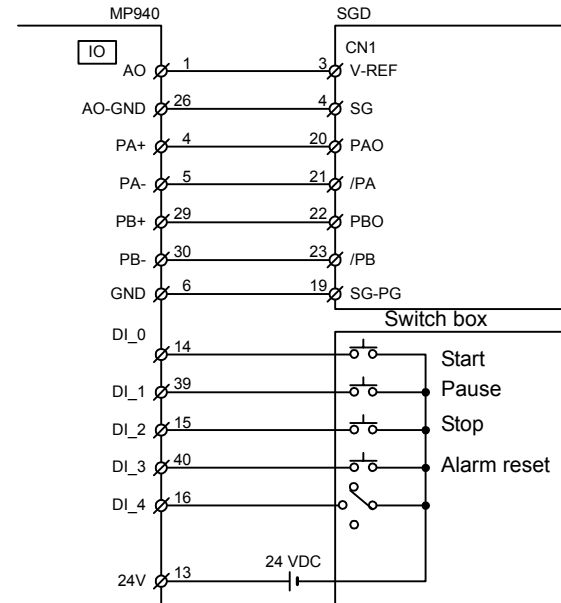 MP940 SGD
IO CN1
AO 1 3 V-REF
AO-GND 26 4 SG
PA+ 4 20 PAO
PA- 5 21 /PA
PB+ 29 22 PBO
PB- 30 23 /PB
GND 6 19 SG-PG
Switch box
DI_0 14 Start
DI_1 39 Pause
DI_2 15 Stop
DI_3 40 Alarm reset
DI_4 16
24 VDC
24V 13